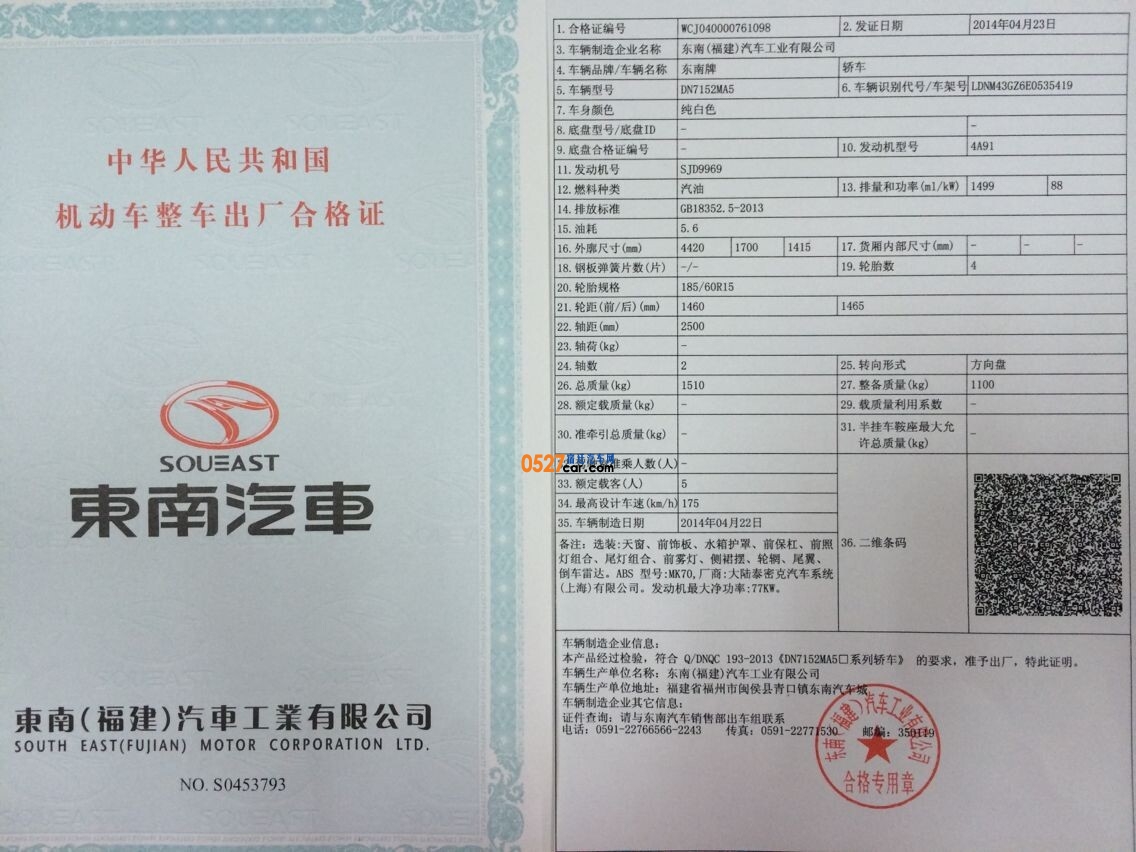 中华人民共和国
机动车整车出厂合格证
SOUEAST
東南汽車
東南(福建)汽車工業有限公司
SOUTH EAST(FUJIAN) MOTOR CORPORATION LTD.
NO. S0453793
1.合格证编号 WCJ040000761098 2.发证日期 2014年04月23日
3.车辆制造企业名称 东南(福建)汽车工业有限公司
4.车辆品牌/车辆名称 东南牌 轿车
5.车辆型号 DN7152MA5 6.车辆识别代号/车架号 LDNM43GZ6E0535419
7.车身颜色 纯白色
8.底盘型号/底盘ID - -
9.底盘合格证编号 - 10.发动机型号 4A91
11.发动机号 SJD9969
12.燃料种类 汽油 13.排量和功率(ml/kW) 1499 88
14.排放标准 GB18352.5-2013
15.油耗 5.6
16.外廓尺寸(mm) 4420 1700 1415 17.货厢内部尺寸(mm) - - -
18.钢板弹簧片数(片) -/- 19.轮胎数 4
20.轮胎规格 185/60R15
21.轮距(前/后)(mm) 1460 1465
22.轴距(mm) 2500
23.轴荷(kg) -
24.轴数 2 25.转向形式 方向盘
26.总质量(kg) 1510 27.整备质量(kg) 1100
28.额定载质量(kg) - 29.载质量利用系数 -
30.准牵引总质量(kg) - 31.半挂车鞍座最大允许总质量(kg) -
0527car.com
准乘人数(人) -
33.额定载客(人) 5
34.最高设计车速(km/h) 175
35.车辆制造日期 2014年04月22日
36.二维条码
备注: 选装:天窗、前饰板、水箱护罩、前保杠、前照
灯组合、尾灯组合、前雾灯、侧裙摆、轮辋、尾翼、
倒车雷达。ABS 型号:MK70,厂商:大陆泰密克汽车系统
(上海)有限公司。发动机最大净功率:77KW。
车辆制造企业信息:
本产品经过检验，符合 Q/DNQC 193-2013《DN7152MA5□系列轿车》 的要求，准予出厂，特此证明。
车辆生产单位名称: 东南(福建)汽车工业有限公司
车辆生产单位地址: 福建省福州市闽侯县青口镇东南汽车城
车辆制造企业其它信息:
证件查询: 请与东南汽车销售部出车组联系
电话: 0591-22766566-2243 传真: 0591-22771530 邮编: 350119
东南(福建)汽车工业有限公司
合格专用章